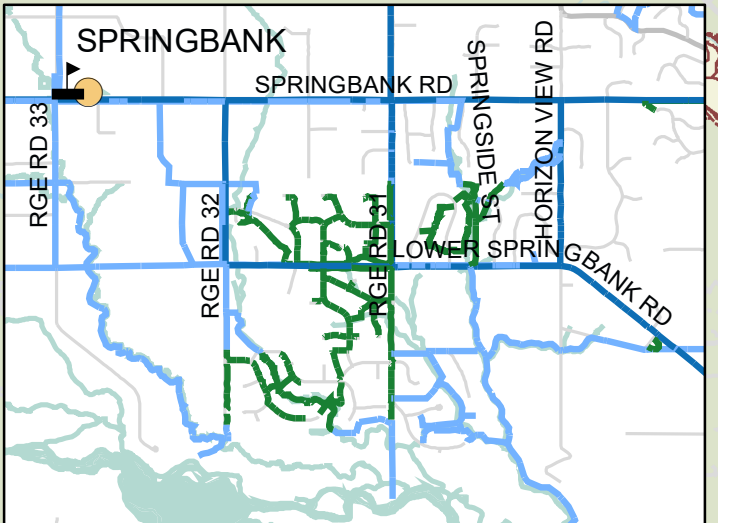 SPRINGBANK
SPRINGBANK RD
SPRINGSIDE ST
HORIZON VIEW RD
RGE RD 33
RGE RD 32
RGE RD 31
LOWER SPRINGBANK RD